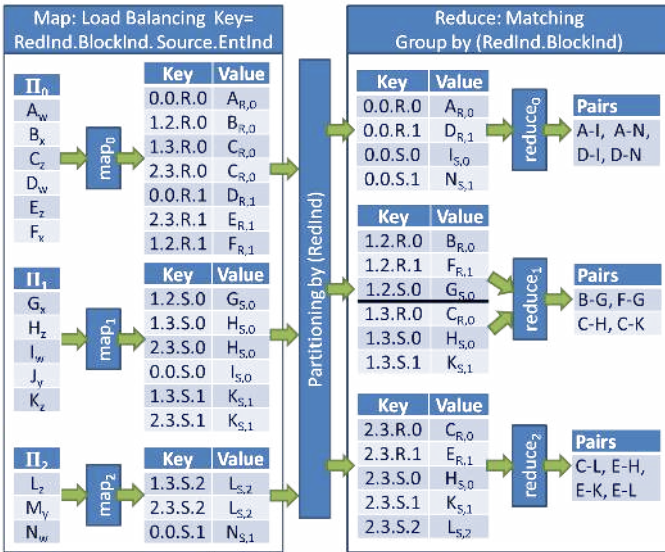 Map: Load Balancing Key=
RedInd.BlockInd. Source.EntInd
Π0
Aw
Bx
Cz
Dw
Ez
Fx
map0
Key Value
0.0.R.0 AR,0
1.2.R.0 BR,0
1.3.R.0 CR,0
2.3.R.0 CR,0
0.0.R.1 DR,1
2.3.R.1 ER,1
1.2.R.1 FR,1
Π1
Gx
Hz
Iw
Jy
Kz
map1
Key Value
1.2.S.0 GS,0
1.3.S.0 HS,0
2.3.S.0 HS,0
0.0.S.0 IS,0
1.3.S.1 KS,1
2.3.S.1 KS,1
Π2
Lz
My
Nw
map2
Key Value
1.3.S.2 LS,2
2.3.S.2 LS,2
0.0.S.1 NS,1
Partitioning by (RedInd)
Reduce: Matching
Group by (RedInd.BlockInd)
Key Value
0.0.R.0 AR,0
0.0.R.1 DR,1
0.0.S.0 IS,0
0.0.S.1 NS,1
reduce0
Pairs
A-I, A-N,
D-I, D-N
Key Value
1.2.R.0 BR,0
1.2.R.1 FR,1
1.2.S.0 GS,0
1.3.R.0 CR,0
1.3.S.0 HS,0
1.3.S.1 KS,1
reduce1
Pairs
B-G, F-G
C-H, C-K
Key Value
2.3.R.0 CR,0
2.3.R.1 ER,1
2.3.S.0 HS,0
2.3.S.1 KS,1
2.3.S.2 LS,2
reduce2
Pairs
C-L, E-H,
E-K, E-L